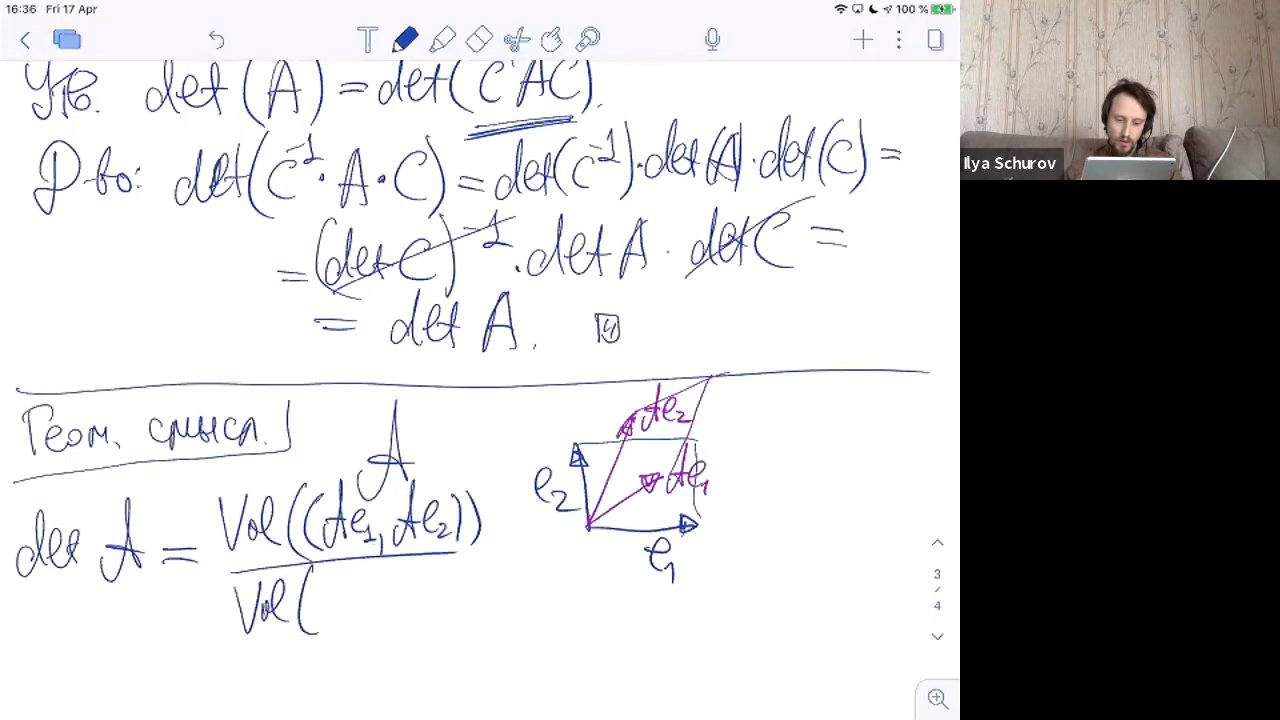 16:36 Fri 17 Apr
100 %
Ilya Schurov
Утв. det(A) = det(C⁻¹AC).
Д-во: det(C⁻¹·A·C) = det(C⁻¹)·det(A)·det(C) =
= (det C)⁻¹·det A · det C =
= det A.
Геом. смысл.
A
det A = Vol((Ae₁, Ae₂))
Vol(
Ae₂
Ae₁
e₂
e₁
3
/
4